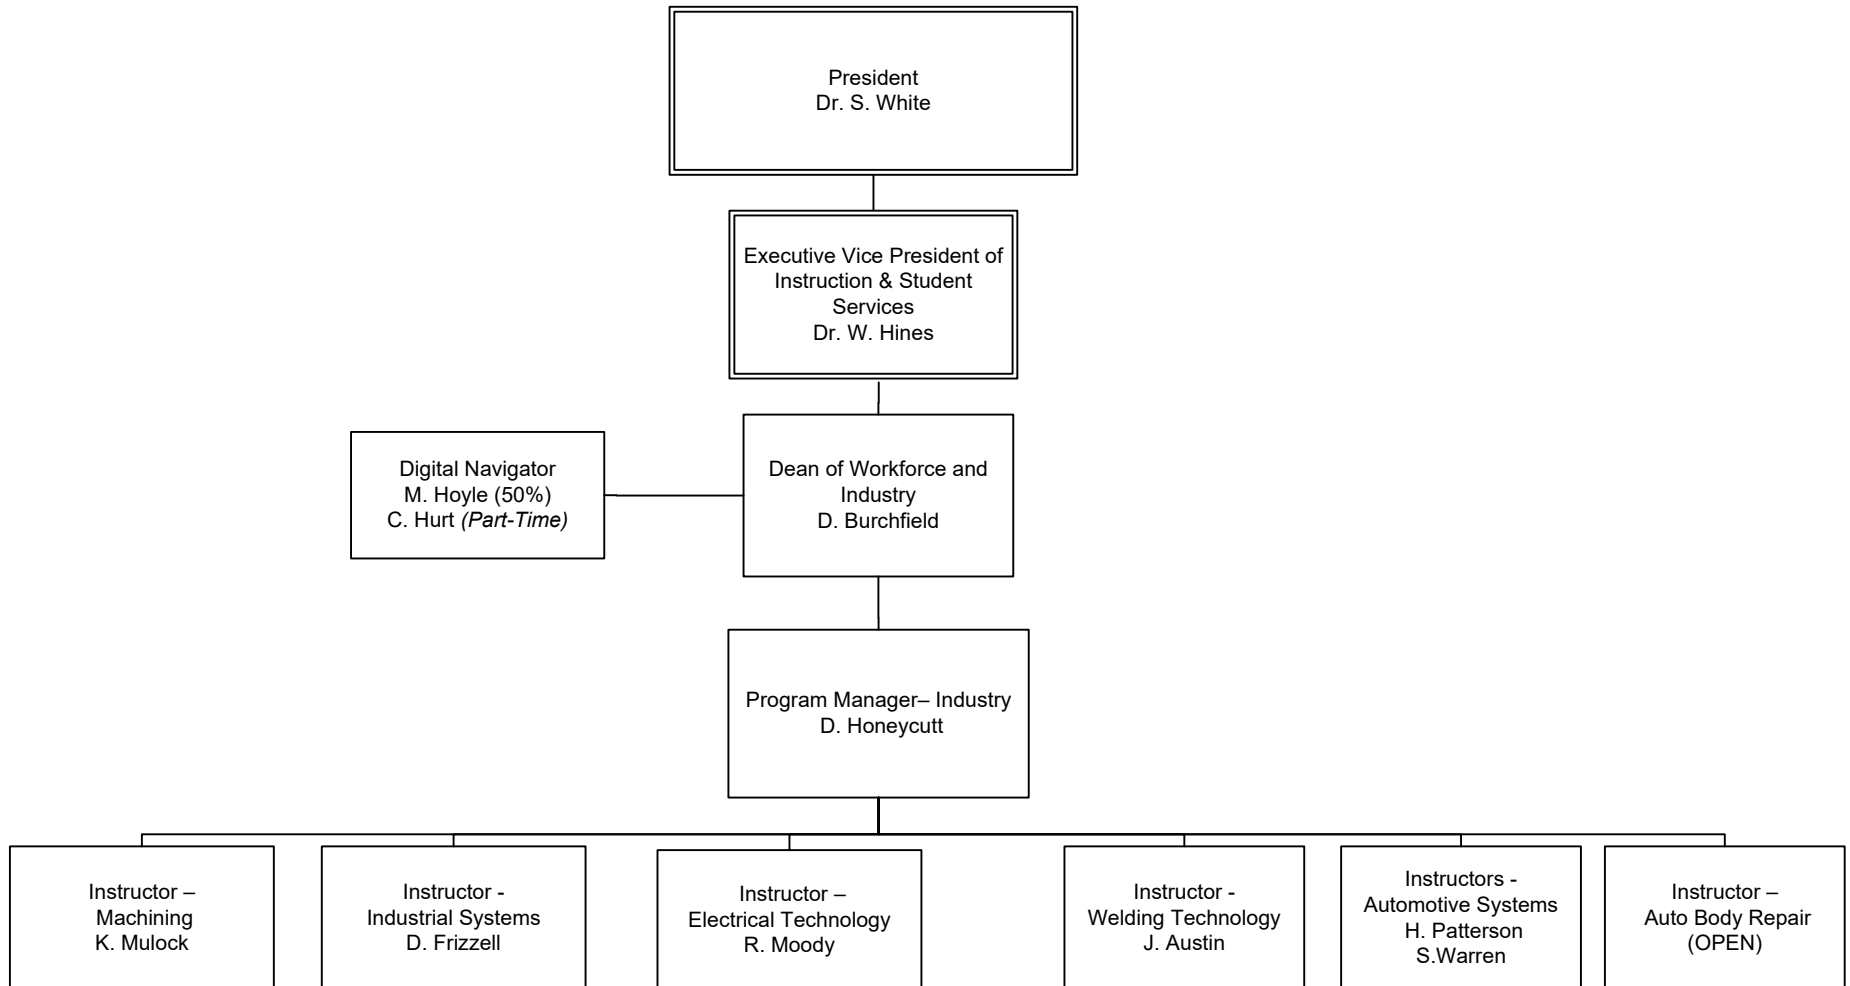 President
Dr. S. White
Executive Vice President of
Instruction & Student
Services
Dr. W. Hines
Digital Navigator
M. Hoyle (50%)
C. Hurt (Part-Time)
Dean of Workforce and
Industry
D. Burchfield
Program Manager– Industry
D. Honeycutt
Instructor –
Machining
K. Mulock
Instructor -
Industrial Systems
D. Frizzell
Instructor –
Electrical Technology
R. Moody
Instructor -
Welding Technology
J. Austin
Instructors -
Automotive Systems
H. Patterson
S.Warren
Instructor –
Auto Body Repair
(OPEN)